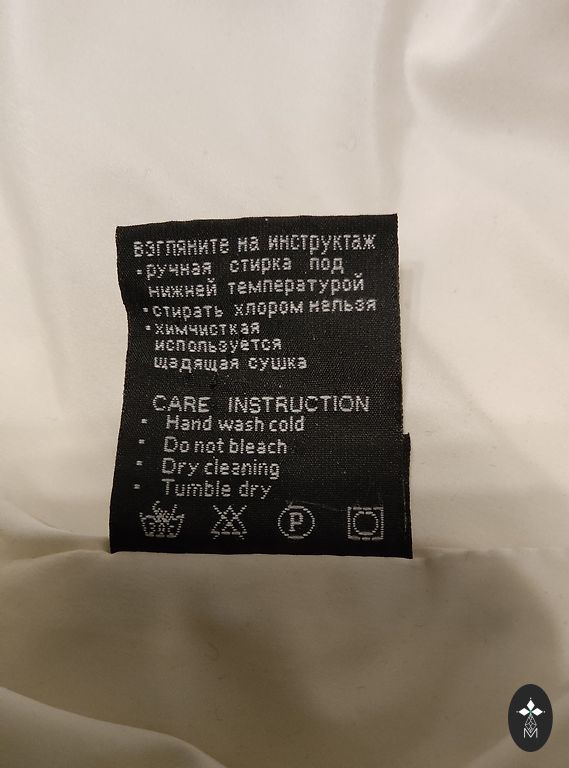 взгляните на инструктаж
•ручная стирка под
нижней температурой
•стирать хлором нельзя
•химчисткая
используется
щадящая сушка
CARE INSTRUCTION
• Hand wash cold
• Do not bleach
• Dry cleaning
• Tumble dry
P
M